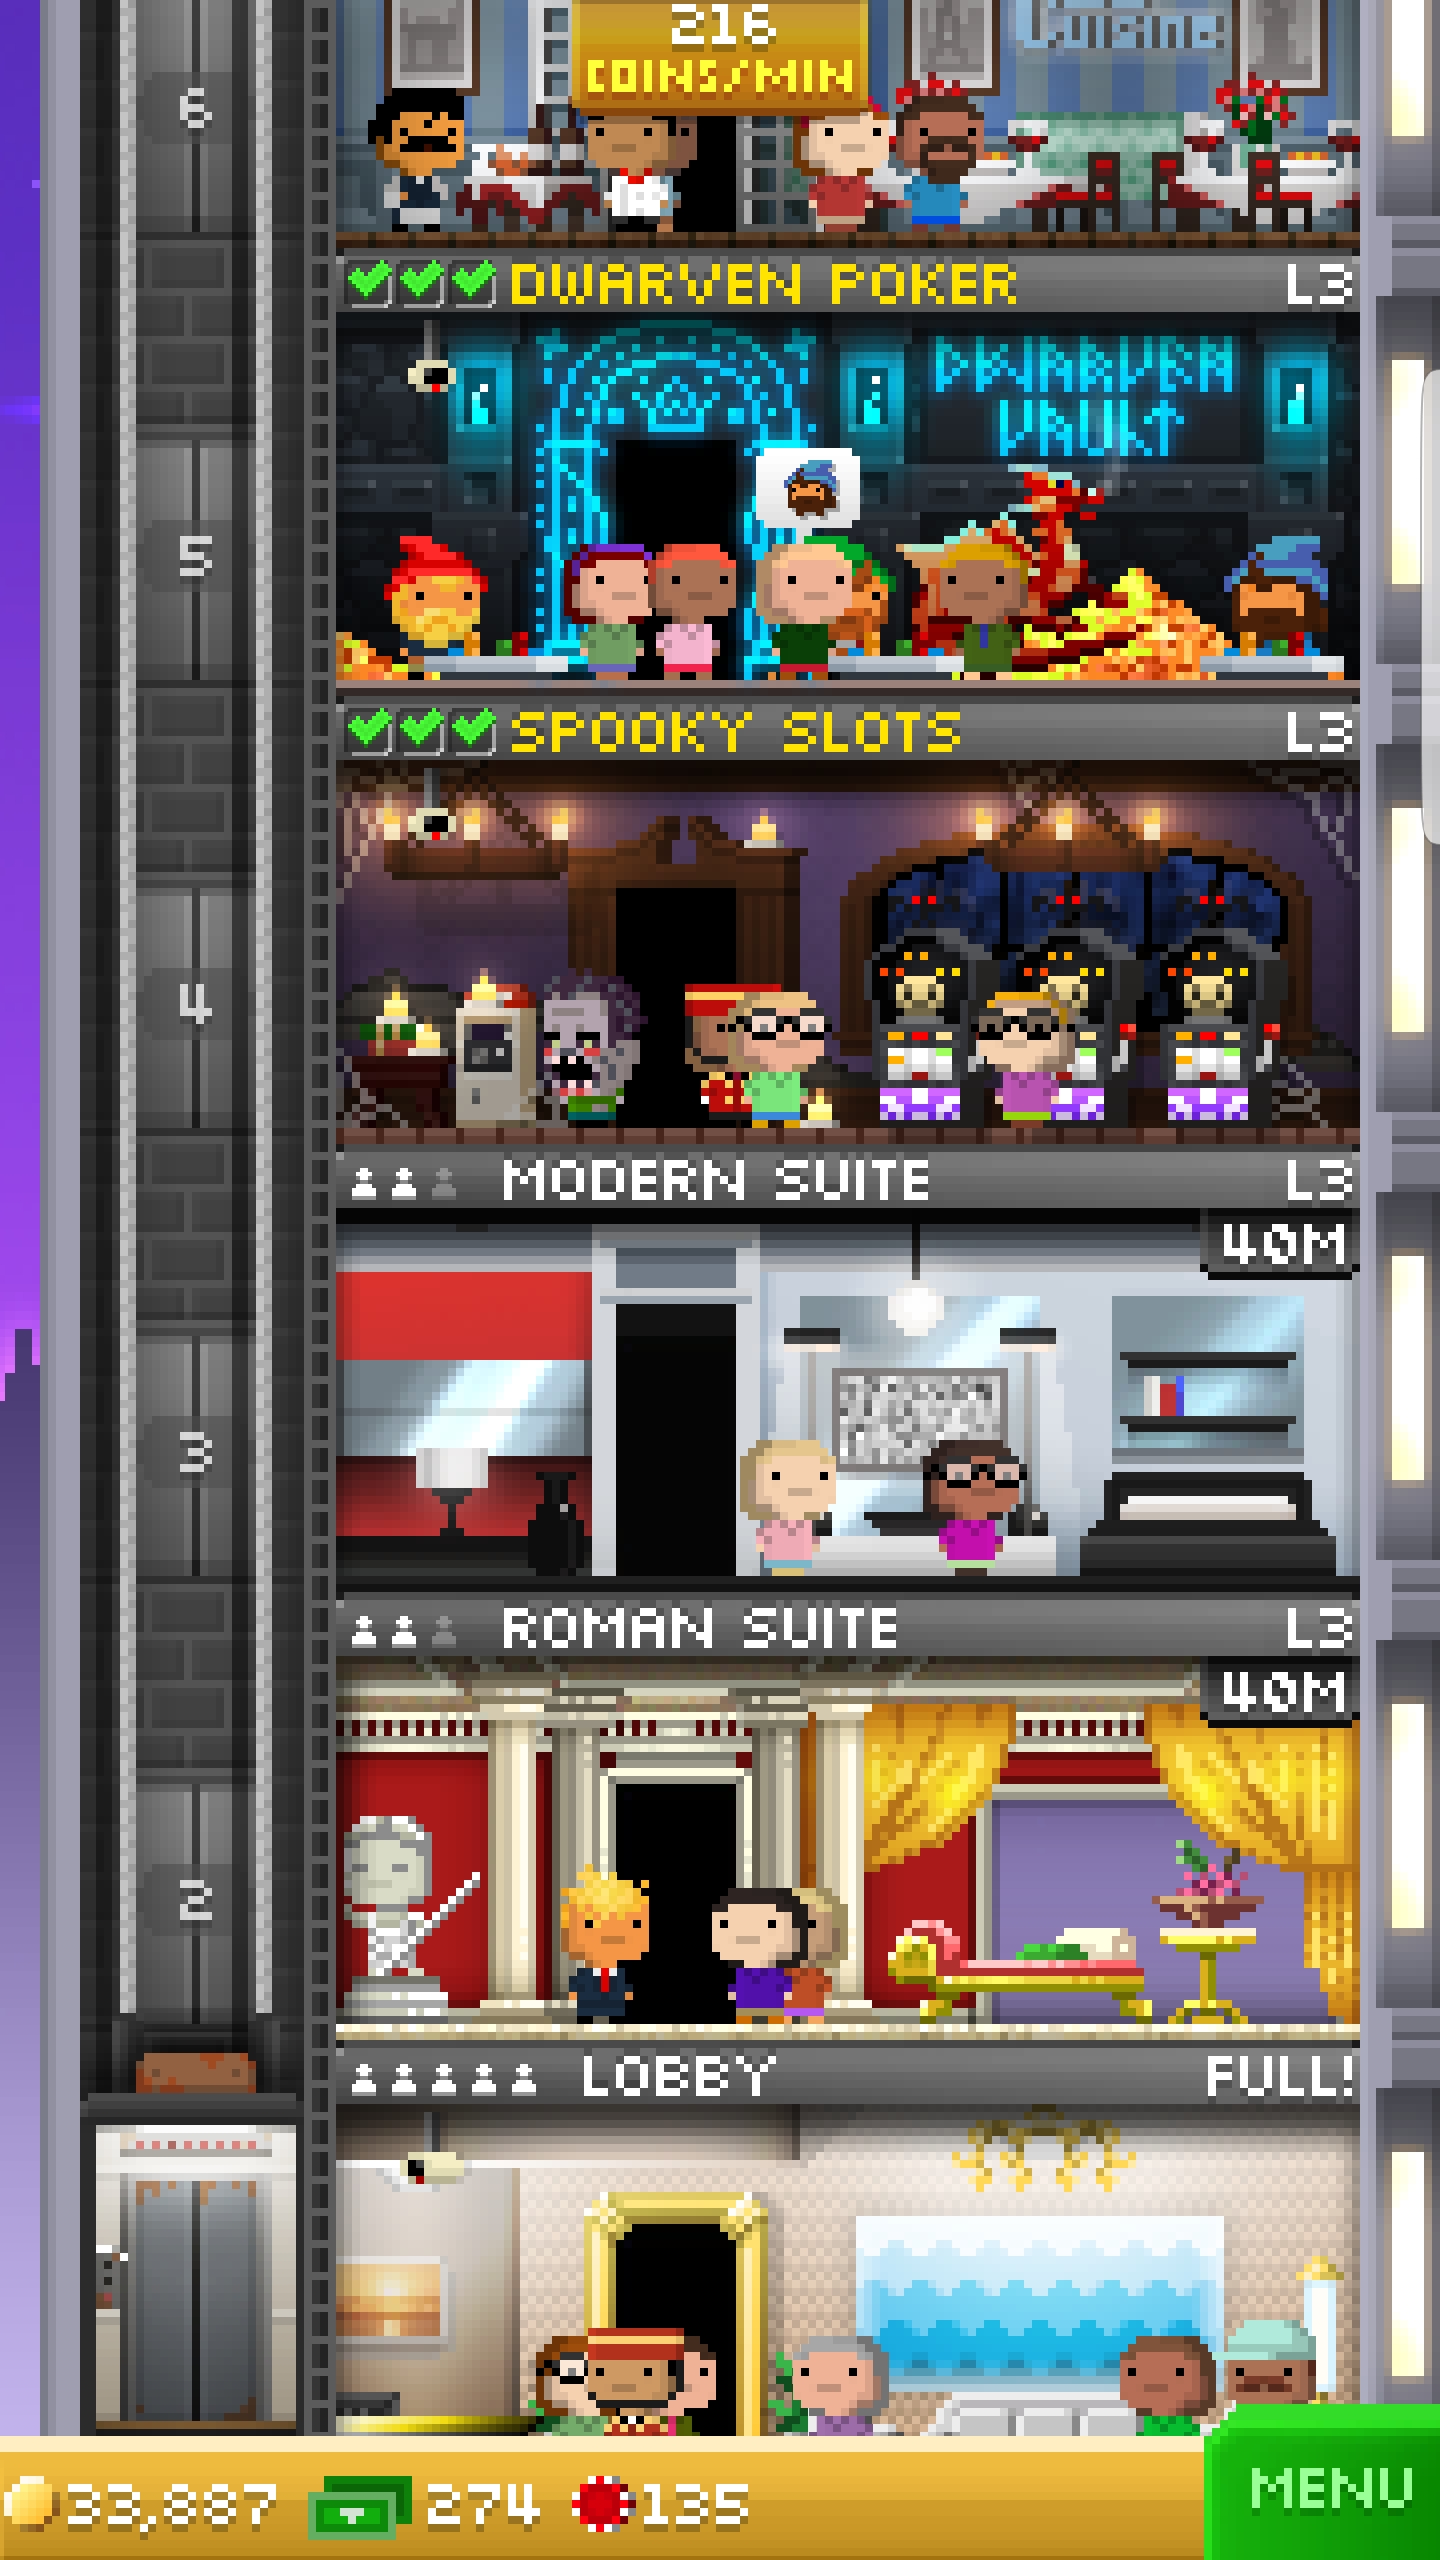 Cuisine
216
COINS/MIN
6
DWARVEN POKER L3
DWARVEN
VAULT
5
SPOOKY SLOTS L3
4
MODERN SUITE L3
40M
3
ROMAN SUITE L3
40M
2
LOBBY FULL!
33,887 274 135
MENU